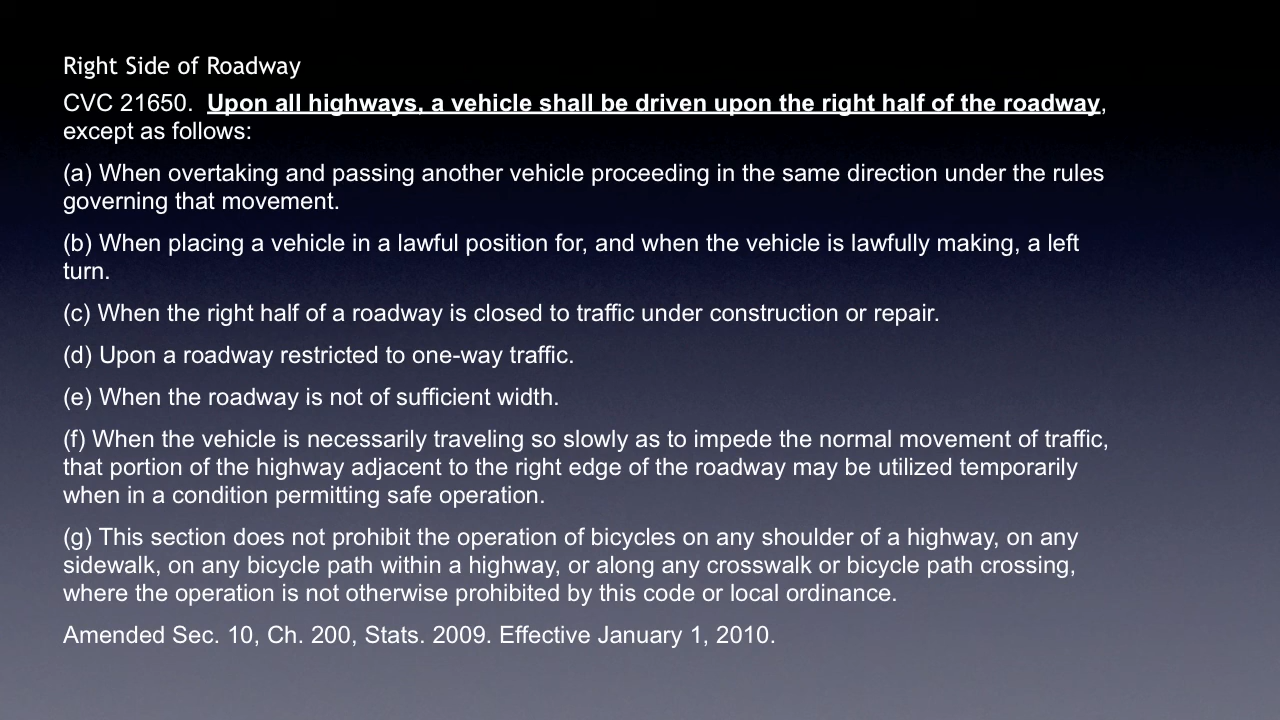 Right Side of Roadway
CVC 21650.  Upon all highways, a vehicle shall be driven upon the right half of the roadway,
except as follows:
(a) When overtaking and passing another vehicle proceeding in the same direction under the rules
governing that movement.
(b) When placing a vehicle in a lawful position for, and when the vehicle is lawfully making, a left
turn.
(c) When the right half of a roadway is closed to traffic under construction or repair.
(d) Upon a roadway restricted to one-way traffic.
(e) When the roadway is not of sufficient width.
(f) When the vehicle is necessarily traveling so slowly as to impede the normal movement of traffic,
that portion of the highway adjacent to the right edge of the roadway may be utilized temporarily
when in a condition permitting safe operation.
(g) This section does not prohibit the operation of bicycles on any shoulder of a highway, on any
sidewalk, on any bicycle path within a highway, or along any crosswalk or bicycle path crossing,
where the operation is not otherwise prohibited by this code or local ordinance.
Amended Sec. 10, Ch. 200, Stats. 2009. Effective January 1, 2010.